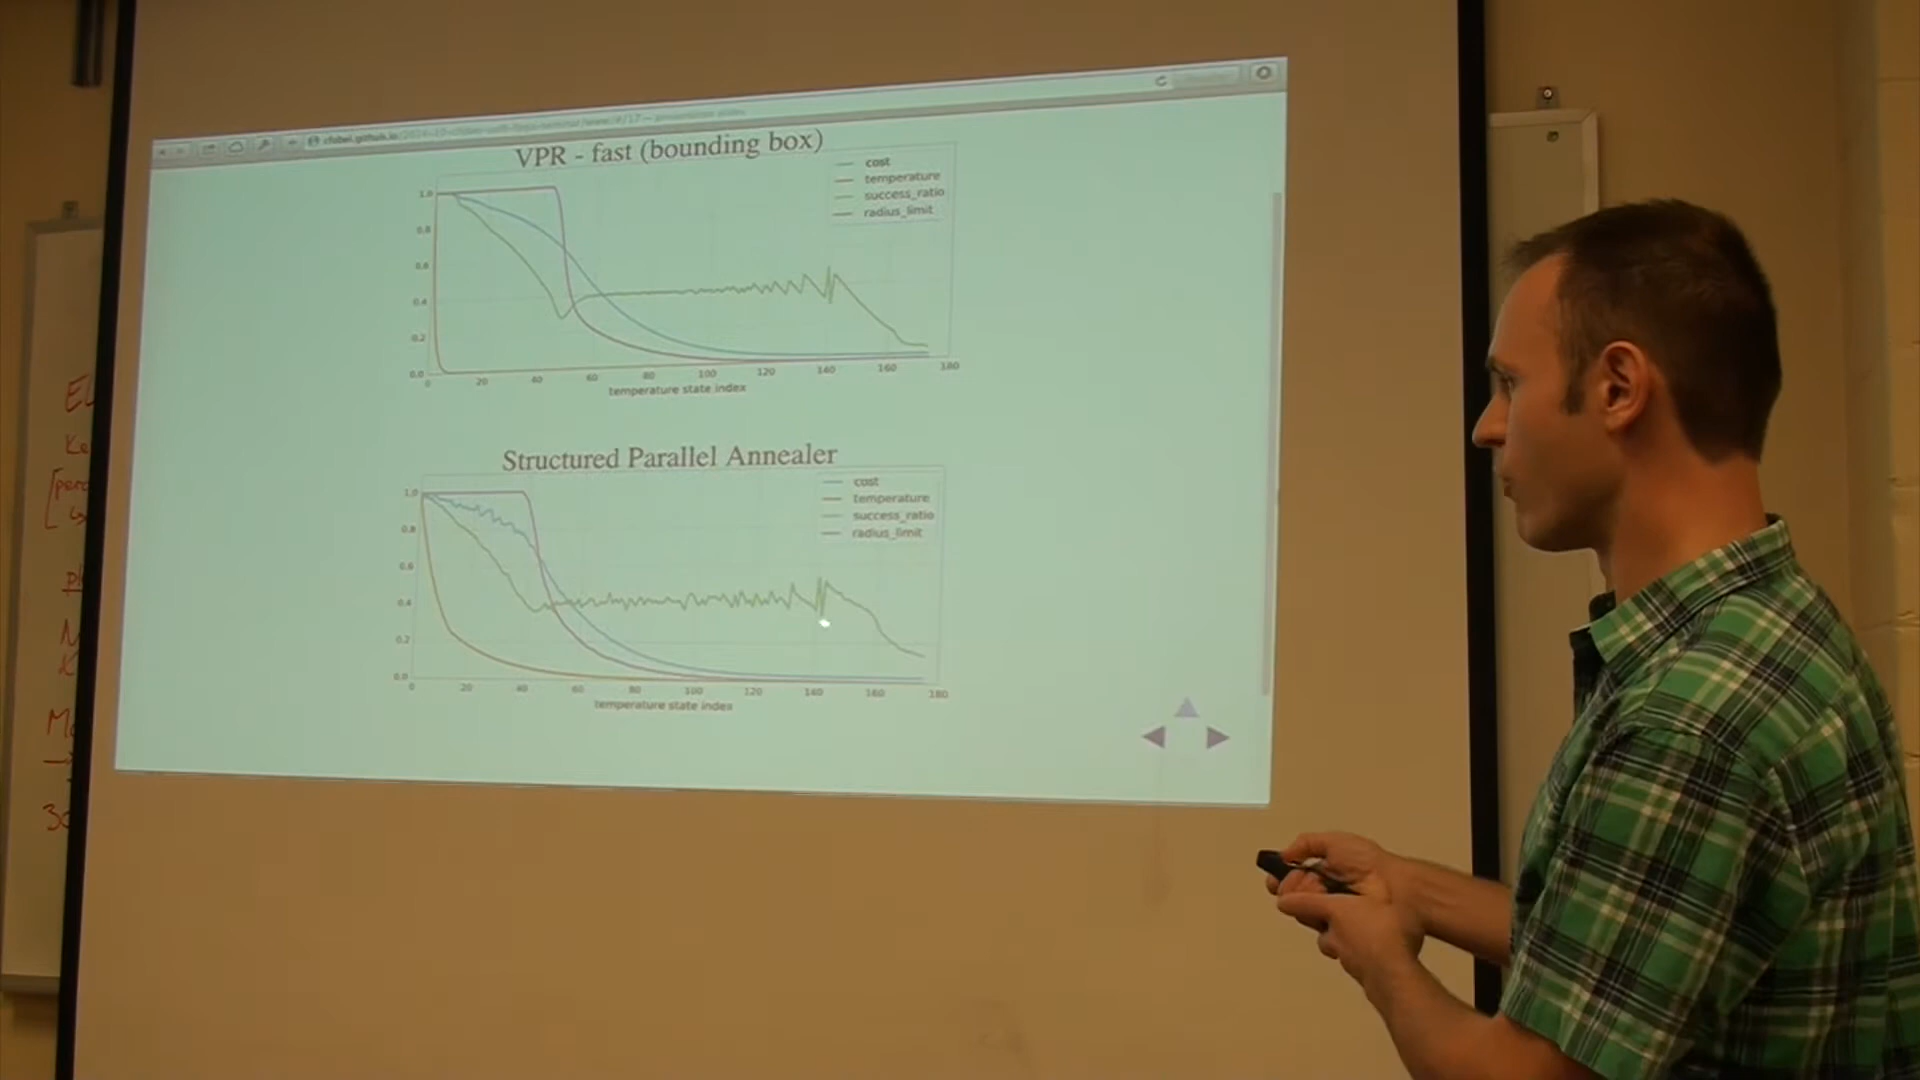 VPR - fast (bounding box)
cost
temperature
success_ratio
radius_limit
1.0
0.8
0.6
0.4
0.2
0.0
0 20 40 60 80 100 120 140 160 180
temperature state index
Structured Parallel Annealer
cost
temperature
success_ratio
radius_limit
1.0
0.8
0.6
0.4
0.2
0.0
0 20 40 60 80 100 120 140 160 180
temperature state index